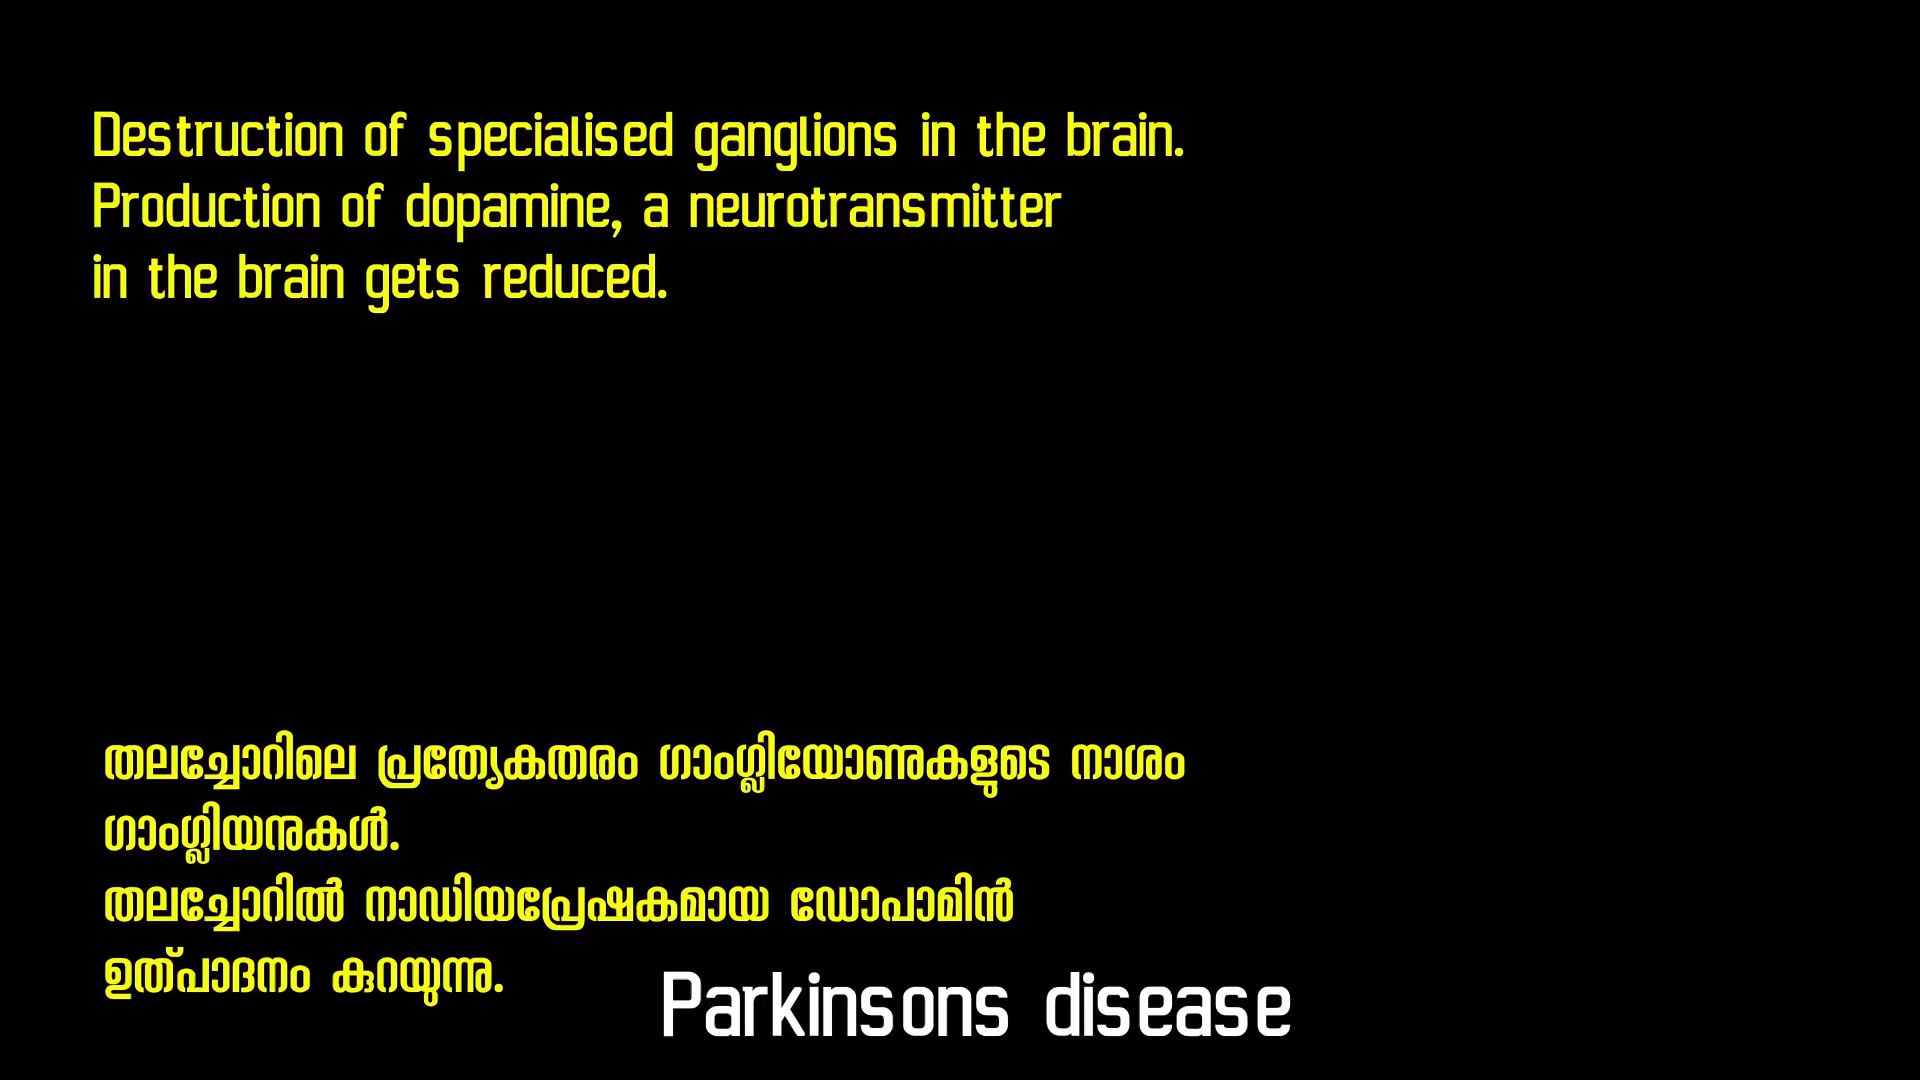 Destruction of specialised ganglions in the brain.
Production of dopamine, a neurotransmitter
in the brain gets reduced.
തലച്ചോറിലെ പ്രത്യേകതരം ഗാംഗ്ലിയോണുകളുടെ നാശം
ഗാംഗ്ലിയനുകൾ.
തലച്ചോറിൽ നാഡിയപ്രേഷകമായ ഡോപാമിൻ
ഉത്പാദനം കുറയുന്നു.
Parkinsons disease